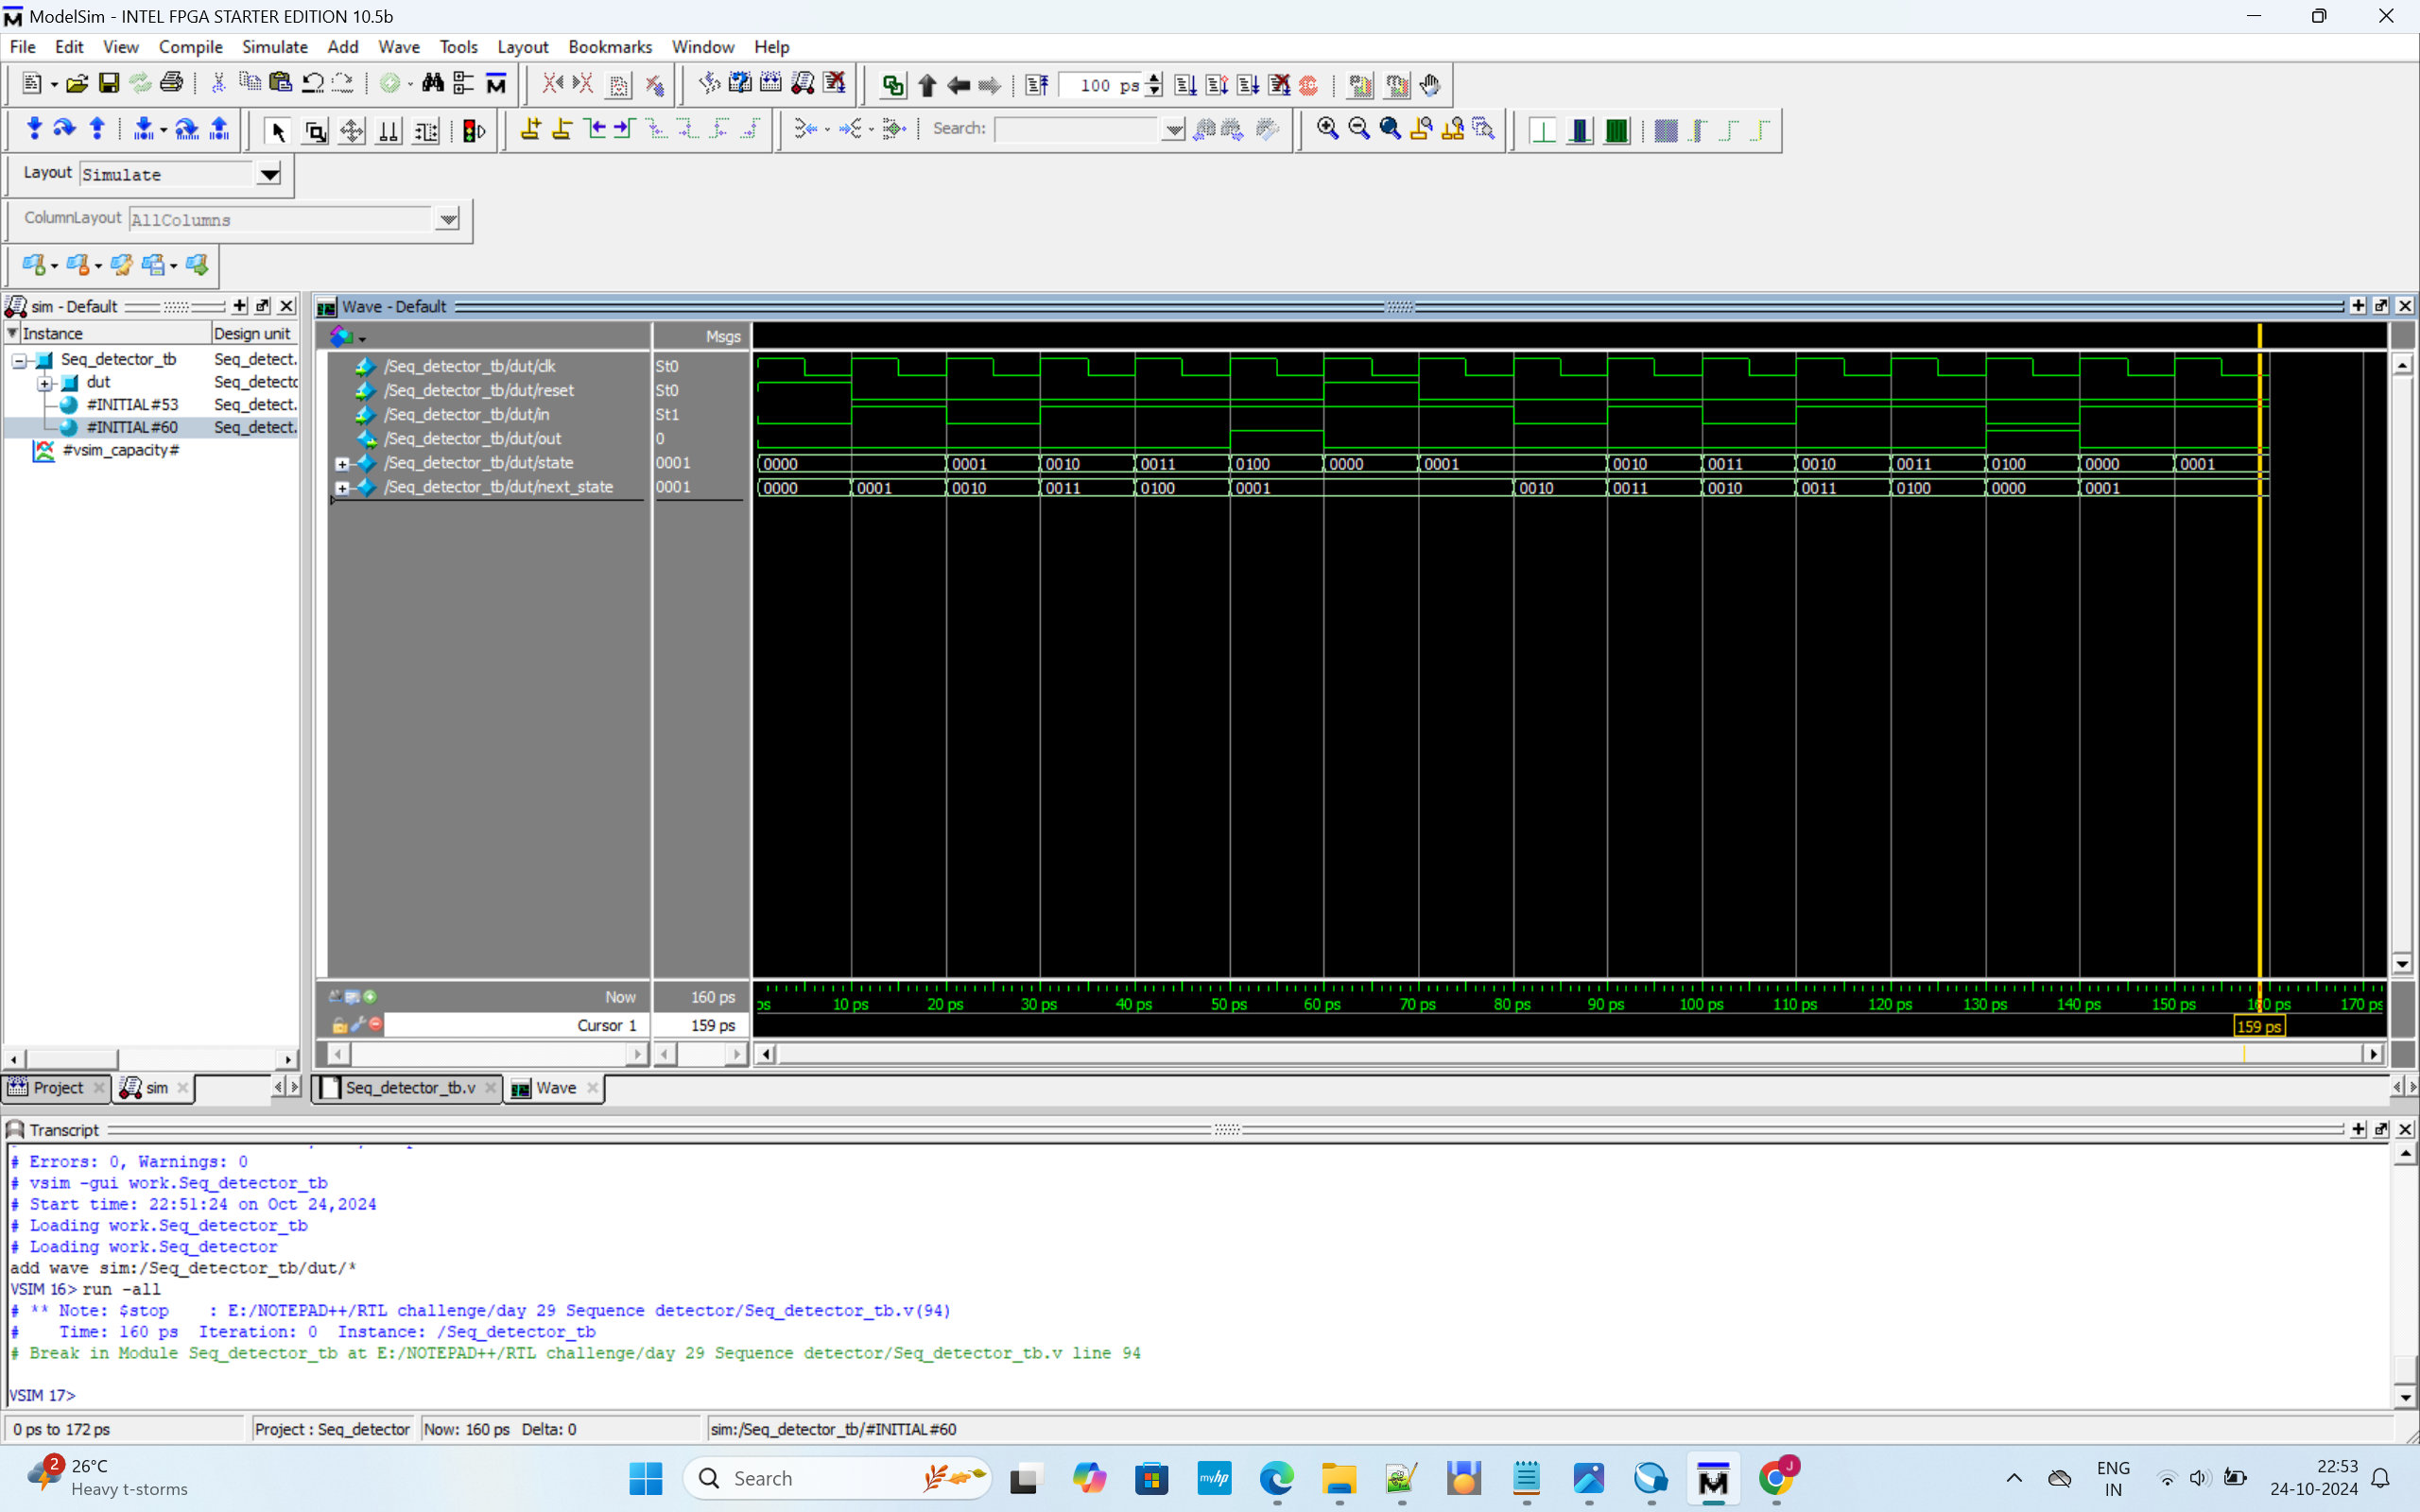 ModelSim - INTEL FPGA STARTER EDITION 10.5b
File Edit View Compile Simulate Add Wave Tools Layout Bookmarks Window Help
100 ps
Search:
Layout Simulate
ColumnLayout AllColumns
sim - Default
Instance Design unit
Seq_detector_tb Seq_detect.
dut Seq_detectc
#INITIAL#53 Seq_detect.
#INITIAL#60 Seq_detect.
#vsim_capacity#
Wave - Default
Msgs
/Seq_detector_tb/dut/clk St0
/Seq_detector_tb/dut/reset St0
/Seq_detector_tb/dut/in St1
/Seq_detector_tb/dut/out 0
/Seq_detector_tb/dut/state 0001 0000 0001 0010 0011 0100 0000 0001 0010 0011 0010 0011 0100 0000 0001
/Seq_detector_tb/dut/next_state 0001 0000 0001 0010 0011 0100 0001 0010 0011 0010 0011 0100 0000 0001
Now 160 ps
10 ps 20 ps 30 ps 40 ps 50 ps 60 ps 70 ps 80 ps 90 ps 100 ps 110 ps 120 ps 130 ps 140 ps 150 ps 160 ps 170 ps
Cursor 1 159 ps
159 ps
Project sim
Seq_detector_tb.v Wave
Transcript
# Errors: 0, Warnings: 0
# vsim -gui work.Seq_detector_tb
# Start time: 22:51:24 on Oct 24,2024
# Loading work.Seq_detector_tb
# Loading work.Seq_detector
add wave sim:/Seq_detector_tb/dut/*
VSIM 16> run -all
# ** Note: $stop    : E:/NOTEPAD++/RTL challenge/day 29 Sequence detector/Seq_detector_tb.v(94)
#    Time: 160 ps  Iteration: 0  Instance: /Seq_detector_tb
# Break in Module Seq_detector_tb at E:/NOTEPAD++/RTL challenge/day 29 Sequence detector/Seq_detector_tb.v line 94
VSIM 17>
0 ps to 172 ps Project : Seq_detector Now: 160 ps Delta: 0 sim:/Seq_detector_tb/#INITIAL#60
2
26°C
Heavy t-storms
Search
myhp
J
ENG
IN
22:53
24-10-2024